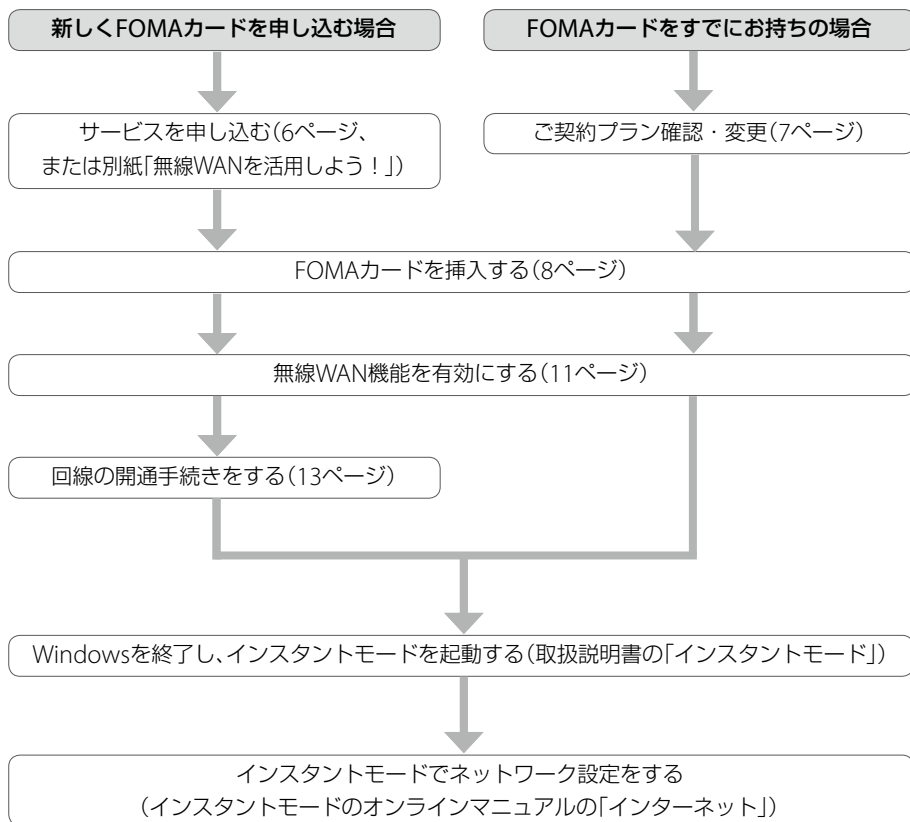 新しくFOMAカードを申し込む場合
FOMAカードをすでにお持ちの場合
サービスを申し込む(6ページ、
または別紙「無線WANを活用しよう!」)
ご契約プラン確認・変更(7ページ)
FOMAカードを挿入する(8ページ)
無線WAN機能を有効にする(11ページ)
回線の開通手続きをする(13ページ)
Windowsを終了し、インスタントモードを起動する(取扱説明書の「インスタントモード」)
インスタントモードでネットワーク設定をする
(インスタントモードのオンラインマニュアルの「インターネット」)